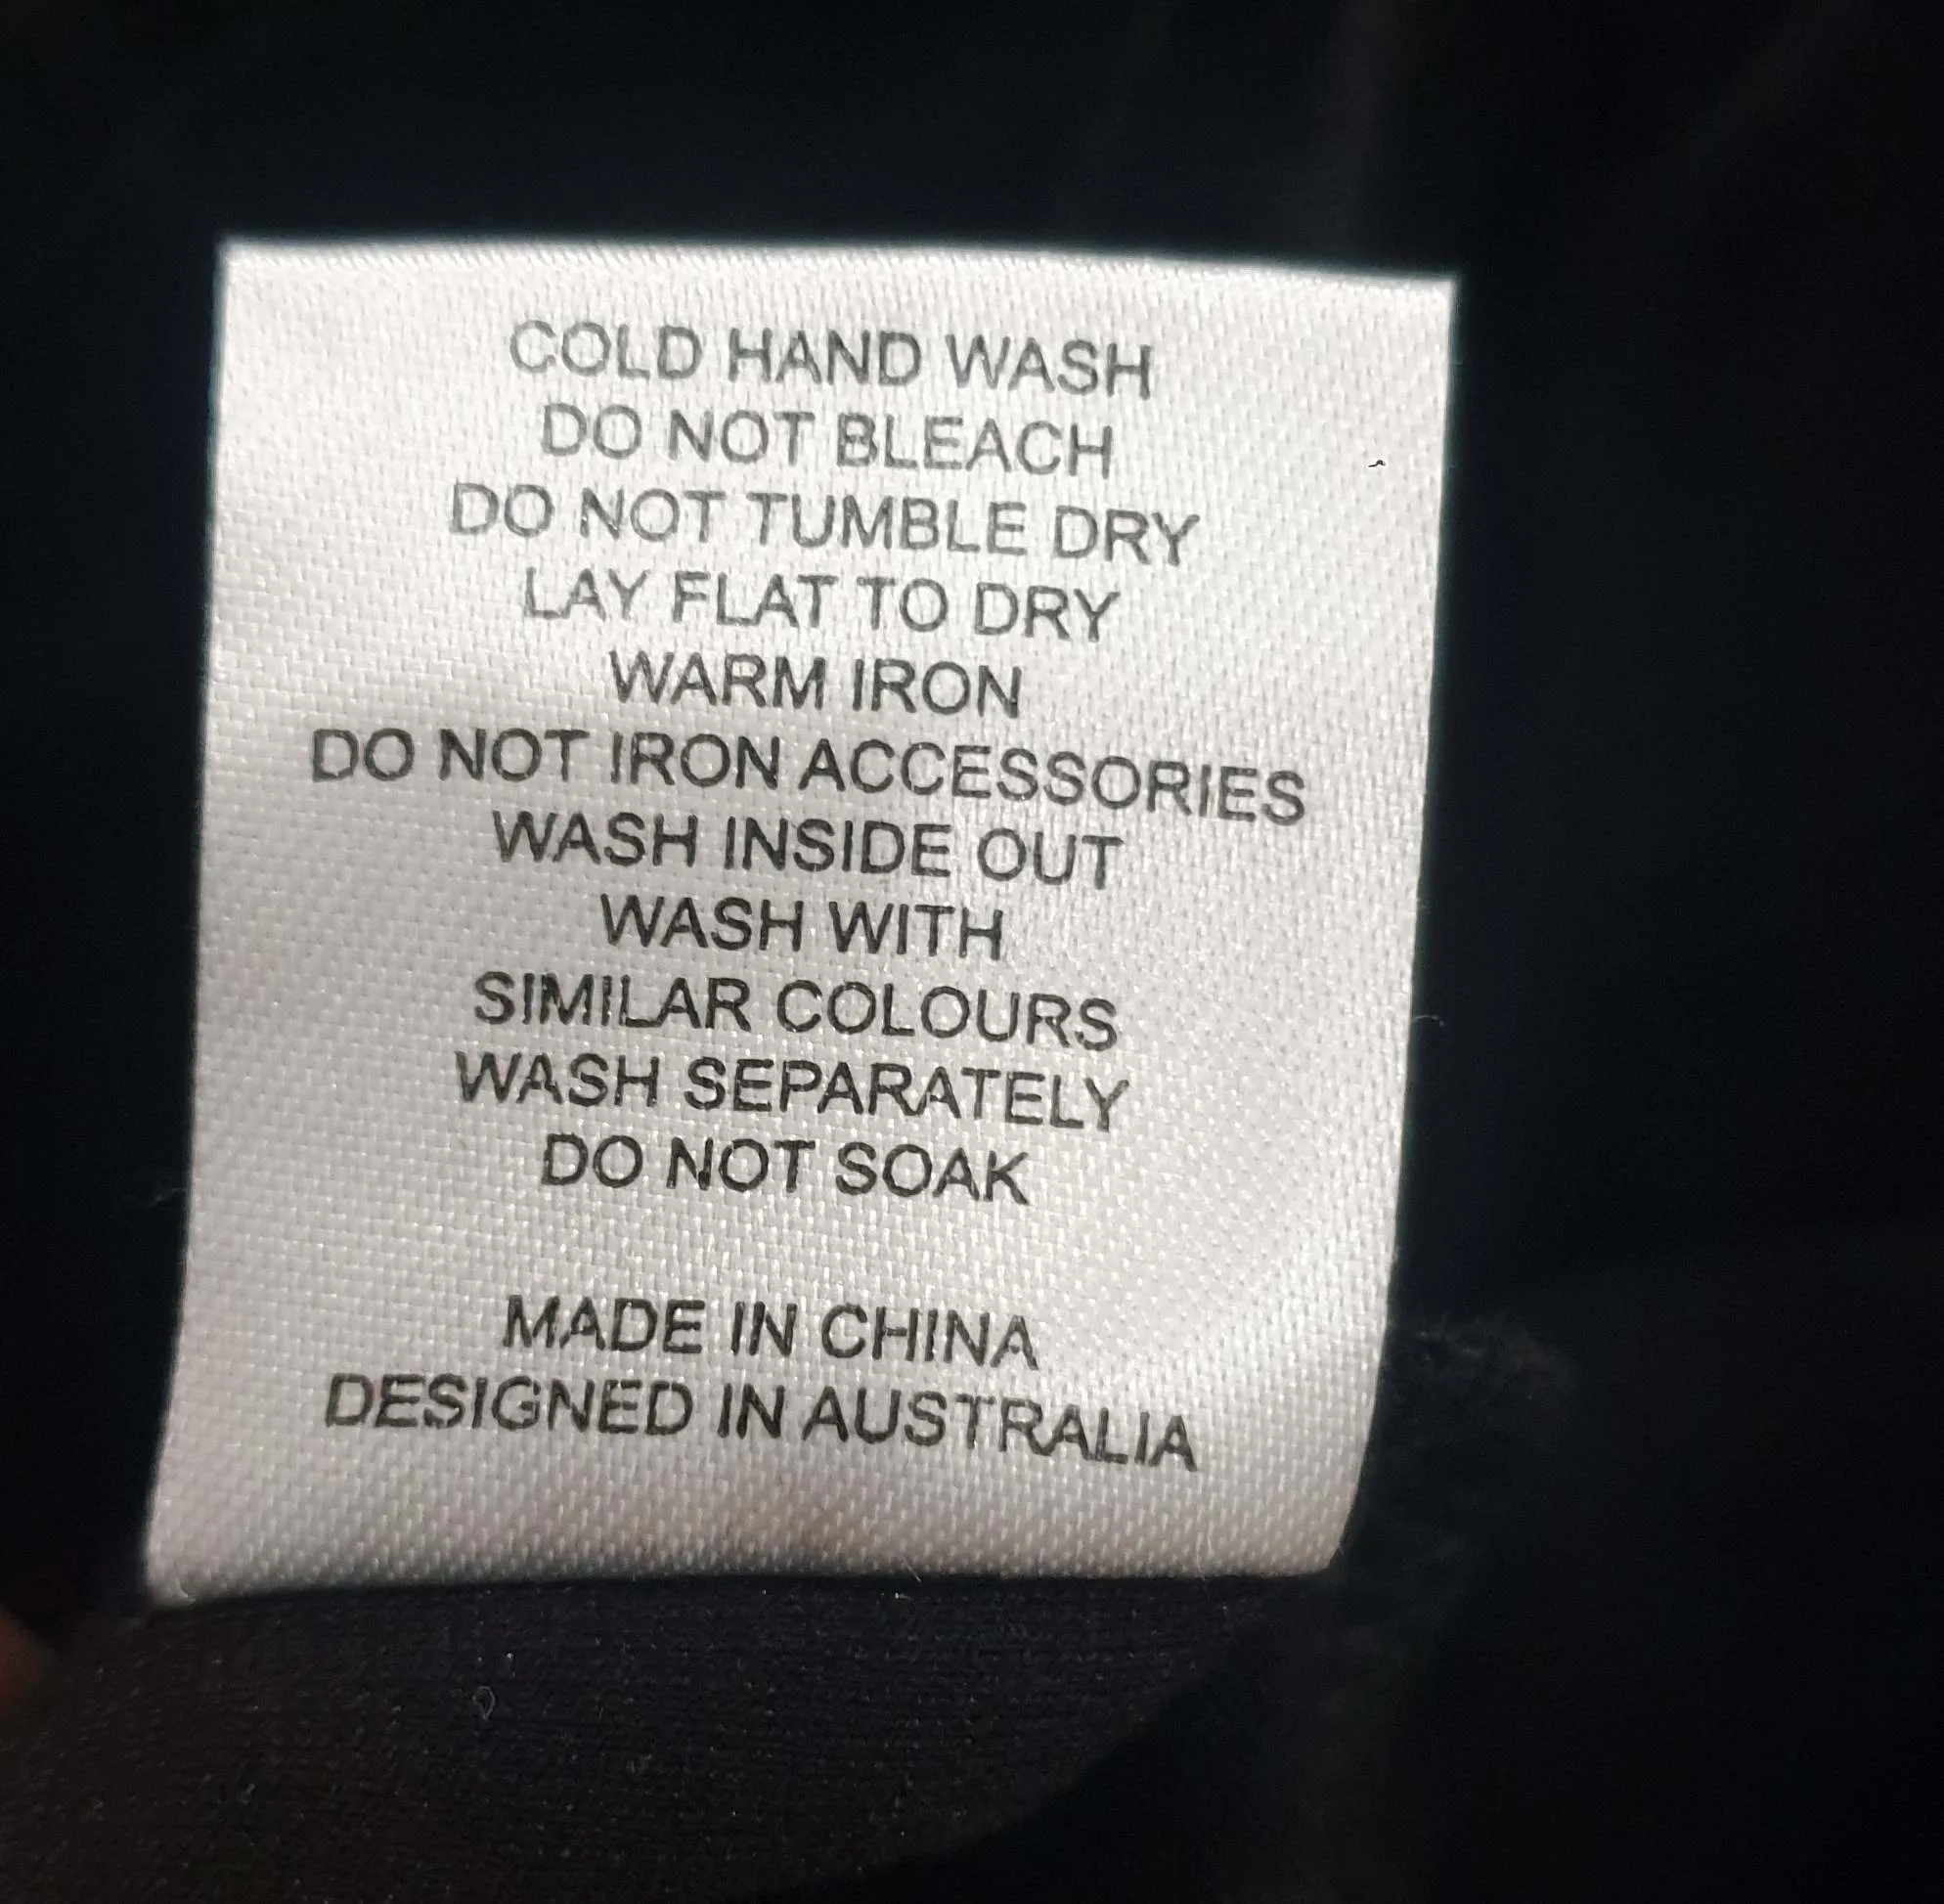 COLD HAND WASH
DO NOT BLEACH
DO NOT TUMBLE DRY
LAY FLAT TO DRY
WARM IRON
DO NOT IRON ACCESSORIES
WASH INSIDE OUT
WASH WITH
SIMILAR COLOURS
WASH SEPARATELY
DO NOT SOAK
MADE IN CHINA
DESIGNED IN AUSTRALIA